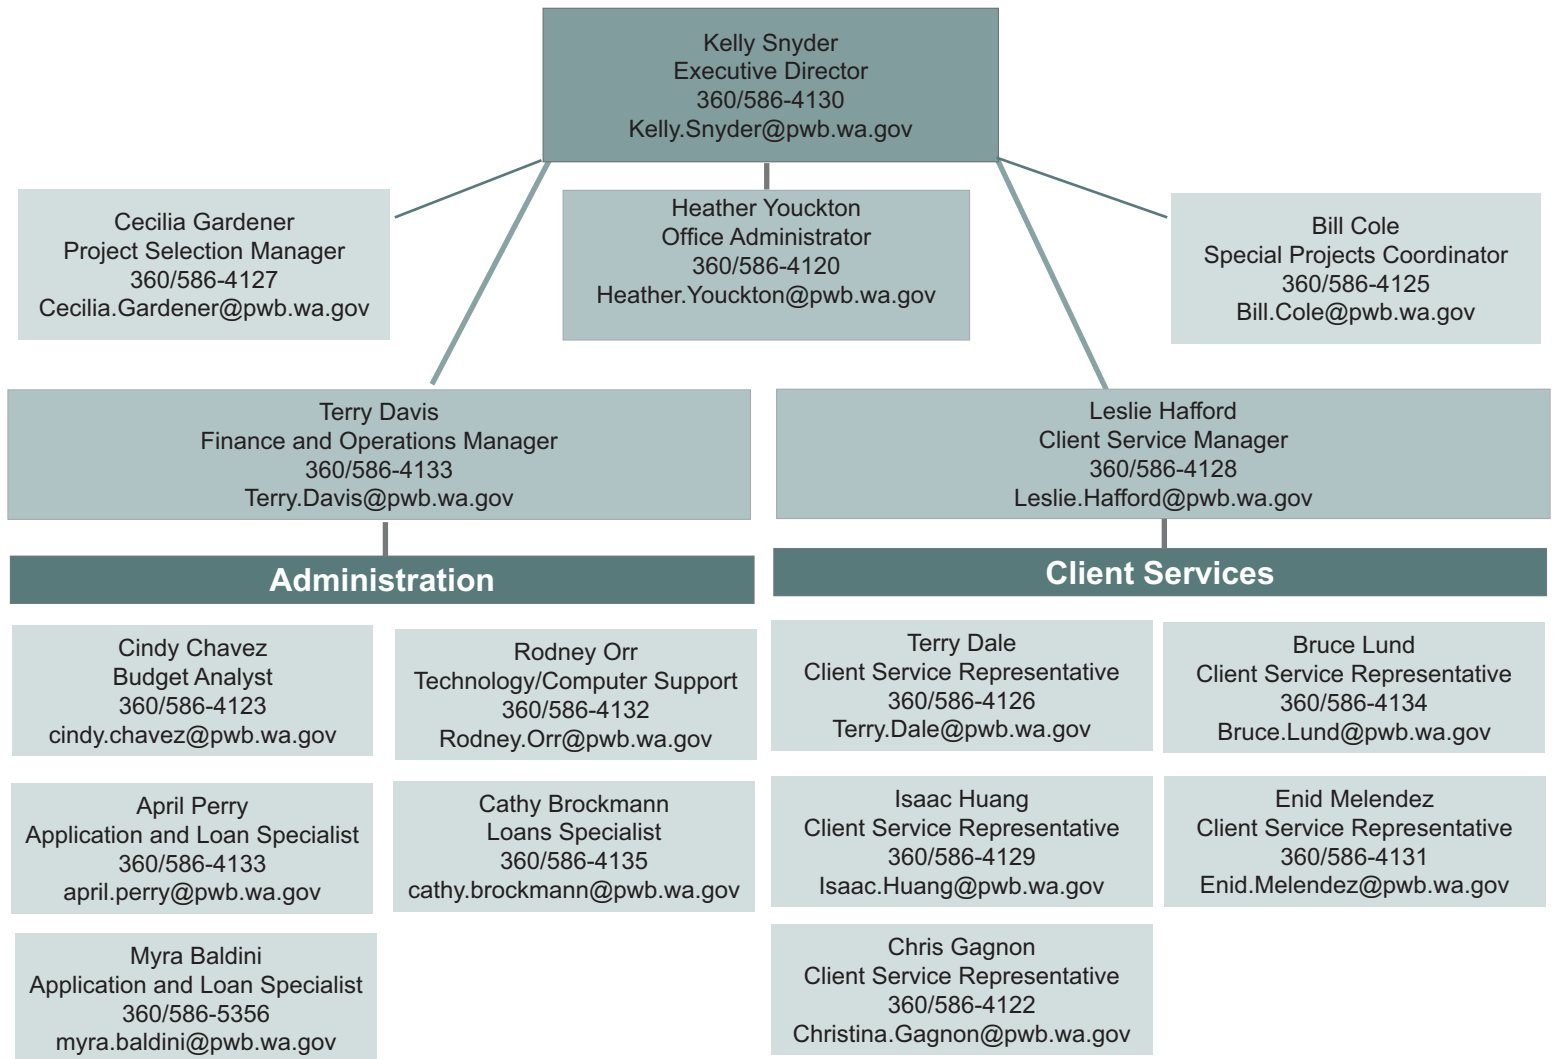 Kelly Snyder
Executive Director
360/586-4130
Kelly.Snyder@pwb.wa.gov
Cecilia Gardener
Project Selection Manager
360/586-4127
Cecilia.Gardener@pwb.wa.gov
Heather Youckton
Office Administrator
360/586-4120
Heather.Youckton@pwb.wa.gov
Bill Cole
Special Projects Coordinator
360/586-4125
Bill.Cole@pwb.wa.gov
Terry Davis
Finance and Operations Manager
360/586-4133
Terry.Davis@pwb.wa.gov
Leslie Hafford
Client Service Manager
360/586-4128
Leslie.Hafford@pwb.wa.gov
Administration
Cindy Chavez
Budget Analyst
360/586-4123
cindy.chavez@pwb.wa.gov
Rodney Orr
Technology/Computer Support
360/586-4132
Rodney.Orr@pwb.wa.gov
April Perry
Application and Loan Specialist
360/586-4133
april.perry@pwb.wa.gov
Cathy Brockmann
Loans Specialist
360/586-4135
cathy.brockmann@pwb.wa.gov
Myra Baldini
Application and Loan Specialist
360/586-5356
myra.baldini@pwb.wa.gov
Client Services
Terry Dale
Client Service Representative
360/586-4126
Terry.Dale@pwb.wa.gov
Bruce Lund
Client Service Representative
360/586-4134
Bruce.Lund@pwb.wa.gov
Isaac Huang
Client Service Representative
360/586-4129
Isaac.Huang@pwb.wa.gov
Enid Melendez
Client Service Representative
360/586-4131
Enid.Melendez@pwb.wa.gov
Chris Gagnon
Client Service Representative
360/586-4122
Christina.Gagnon@pwb.wa.gov